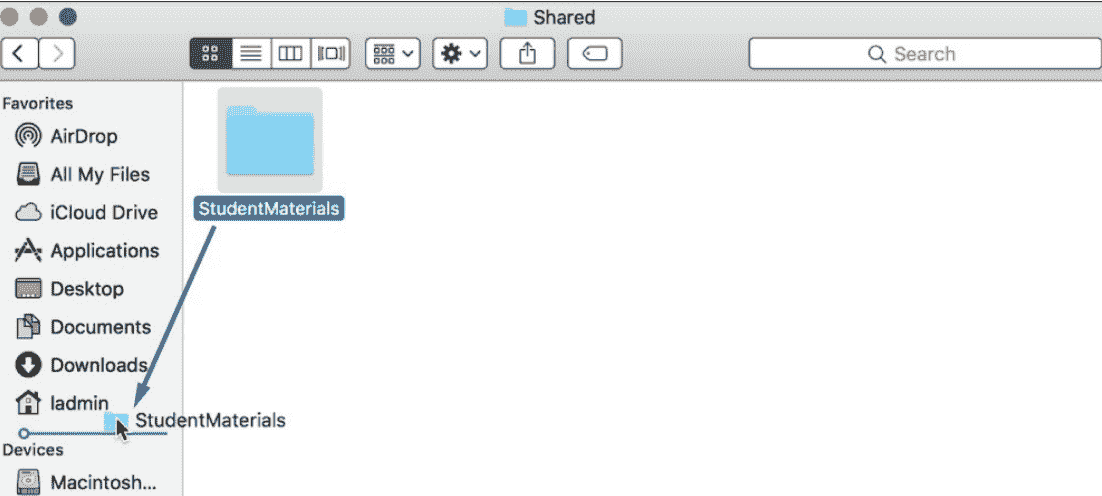 Shared
Search
Favorites
AirDrop
All My Files
iCloud Drive
Applications
Desktop
Documents
Downloads
ladmin
Devices
Macintosh...
StudentMaterials
StudentMaterials